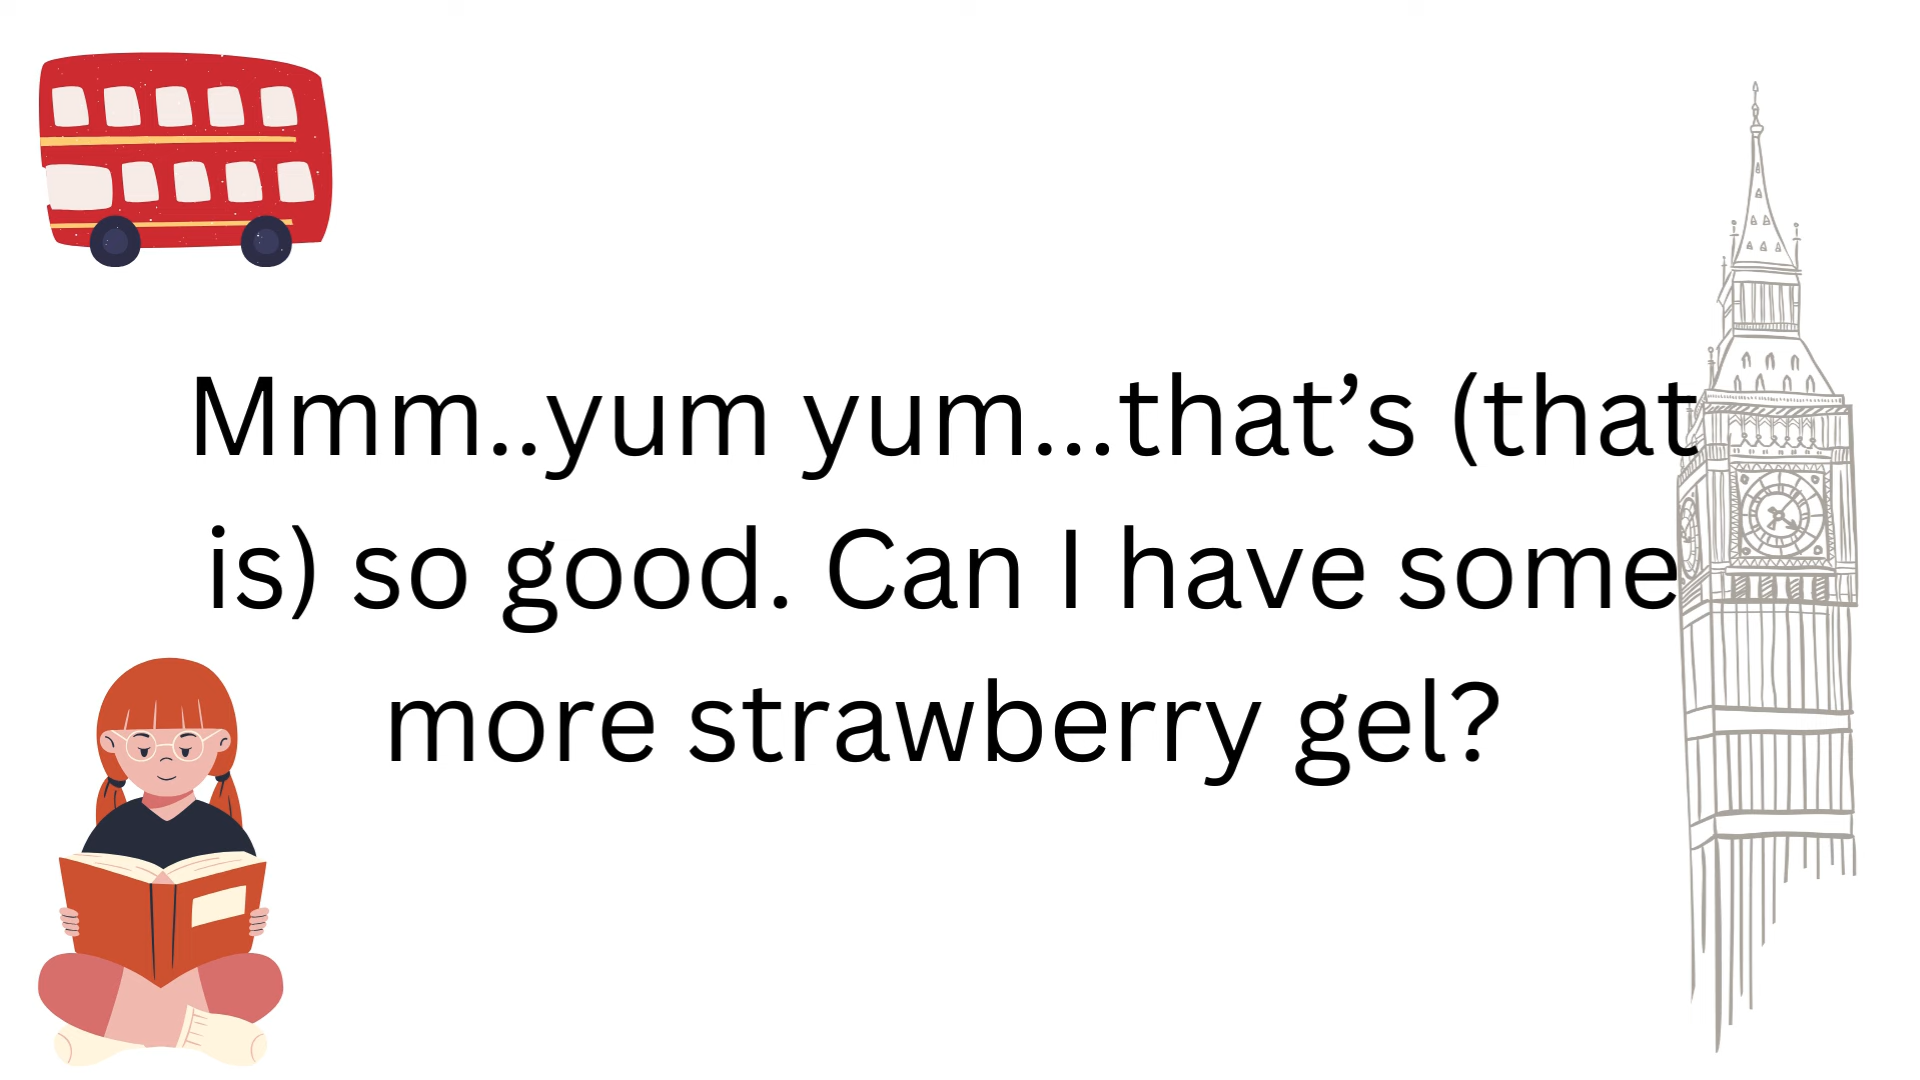 Mmm..yum yum...that’s (that
is) so good. Can I have some
more strawberry gel?